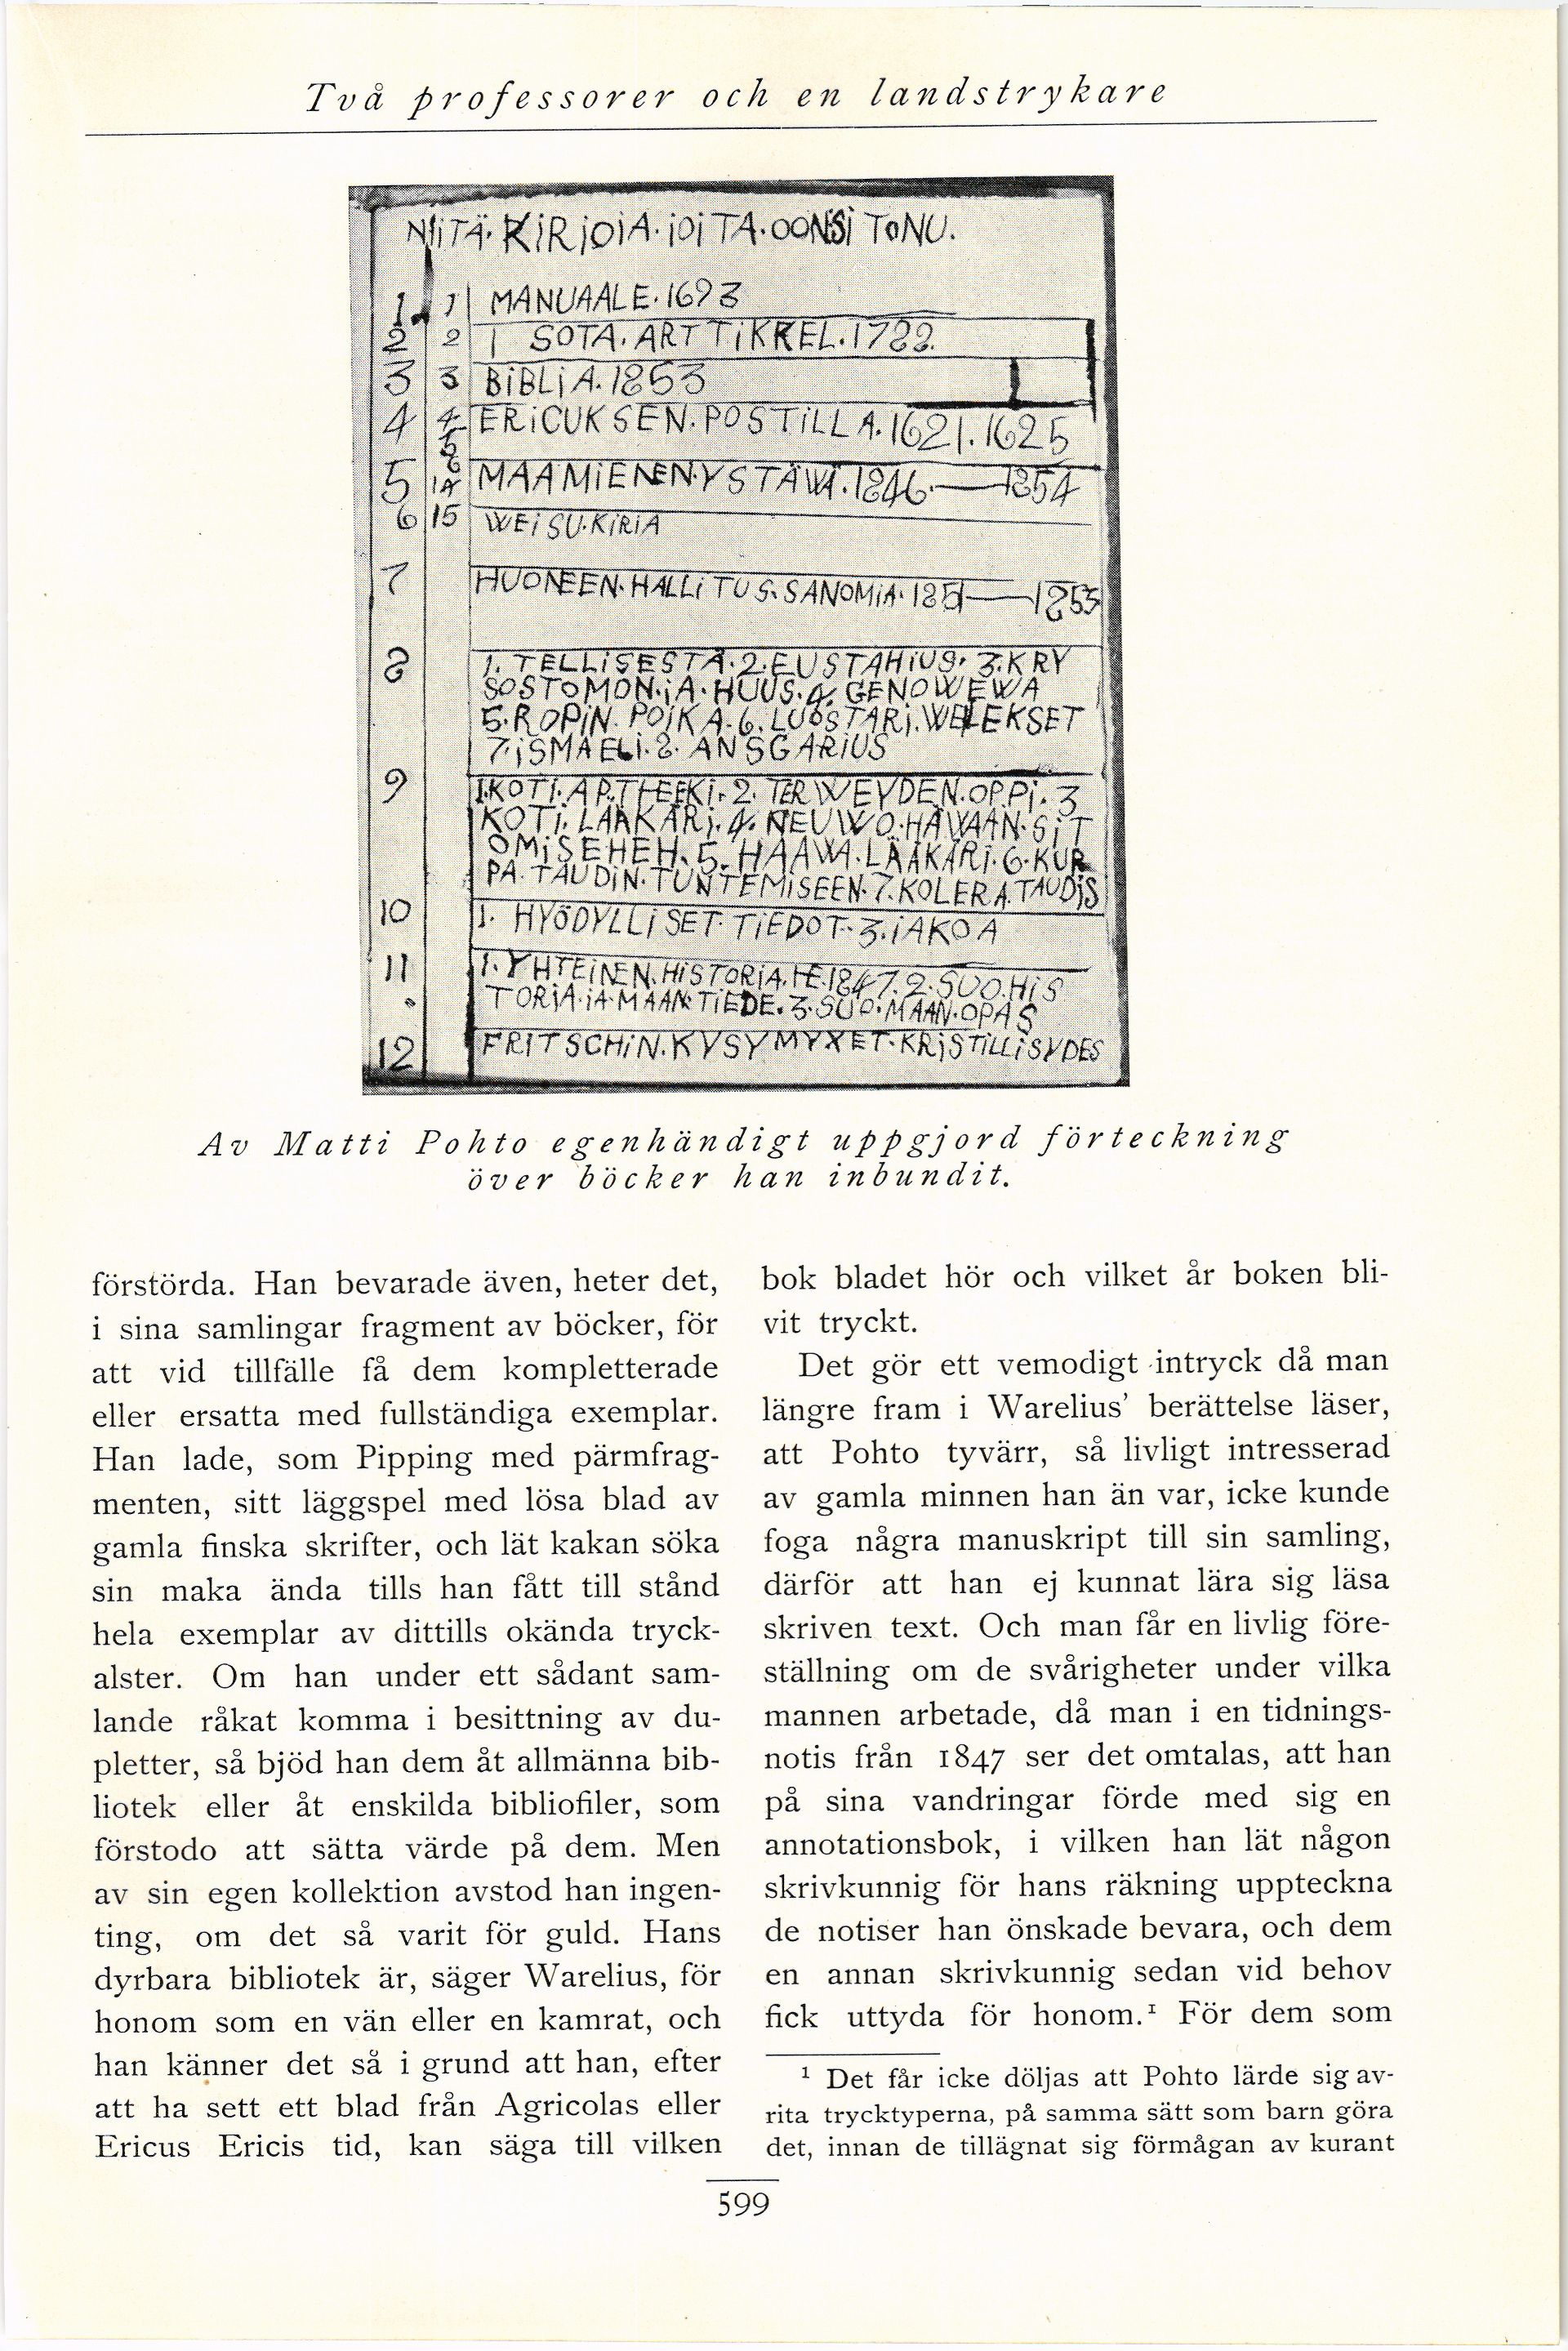 Två professorer och en landstrykare
NIITÄ. KIRJOIA. IOITA. OONSITONU.
1 1 MANUAALE. 1693
2 2 1 SOTA. ARTTIKKEL. 1782.
3 3 BIBLIA. 1853
4 4 ERICUKSEN. POSTILLA. 1621. 1625
5
6
5 14 MAAMIENEN. YSTÄWÄ. 1846. — 1854
6 15 WEISU. KIRIA
7 HUONEEN. HALLITUS. SANOMIA. 1851 — 1855
8 1. TELLISESTÄ. 2. EUSTAHIUS. 3. KRY
SOSTOMON. IA. HUUS. 4. GENOWEWA
5. ROPIN. POIKA. 6. LUOSTARI. WELEKSET
7. ISMAELI. 8. ANSGARIUS
9 1. KOTI. APTHEEKI. 2. TERWEYDEN. OPPI. 3
KOTI. LÄÄKÄRI. 4. NEUWO. HAWAAN. SIT
OMISEHEH. 5. HAAWA. LÄÄKÄRI. 6. KUP
PA. TAUDIN. TUNTEMISEEN. 7. KOLERA. TAUDIS
10 1. HYÖDYLLISET. TIEDOT. 3. IAKO A
11 1. YHTEINEN. HISTORIA. HE. 1847. 2. SUO. HIS
TORIA. IA. MAAN. TIEDE. 3. SUO. MAAN. OPAS
12 FRITSCHIN. KYSYMYXET. KRISTILLISYDES
Av Matti Pohto egenhändigt uppgjord förteckning
över böcker han inbundit.
förstörda. Han bevarade även, heter det,
i sina samlingar fragment av böcker, för
att vid tillfälle få dem kompletterade
eller ersatta med fullständiga exemplar.
Han lade, som Pipping med pärmfrag-
menten, sitt läggspel med lösa blad av
gamla finska skrifter, och lät kakan söka
sin maka ända tills han fått till stånd
hela exemplar av dittills okända tryck-
alster. Om han under ett sådant sam-
lande råkat komma i besittning av du-
pletter, så bjöd han dem åt allmänna bib-
liotek eller åt enskilda bibliofiler, som
förstodo att sätta värde på dem. Men
av sin egen kollektion avstod han ingen-
ting, om det så varit för guld. Hans
dyrbara bibliotek är, säger Warelius, för
honom som en vän eller en kamrat, och
han känner det så i grund att han, efter
att ha sett ett blad från Agricolas eller
Ericus Ericis tid, kan säga till vilken
bok bladet hör och vilket år boken bli-
vit tryckt.
Det gör ett vemodigt intryck då man
längre fram i Warelius' berättelse läser,
att Pohto tyvärr, så livligt intresserad
av gamla minnen han än var, icke kunde
foga några manuskript till sin samling,
därför att han ej kunnat lära sig läsa
skriven text. Och man får en livlig före-
ställning om de svårigheter under vilka
mannen arbetade, då man i en tidnings-
notis från 1847 ser det omtalas, att han
på sina vandringar förde med sig en
annotationsbok, i vilken han lät någon
skrivkunnig för hans räkning uppteckna
de notiser han önskade bevara, och dem
en annan skrivkunnig sedan vid behov
fick uttyda för honom.¹ För dem som
¹ Det får icke döljas att Pohto lärde sig av-
rita trycktyperna, på samma sätt som barn göra
det, innan de tillägnat sig förmågan av kurant
599